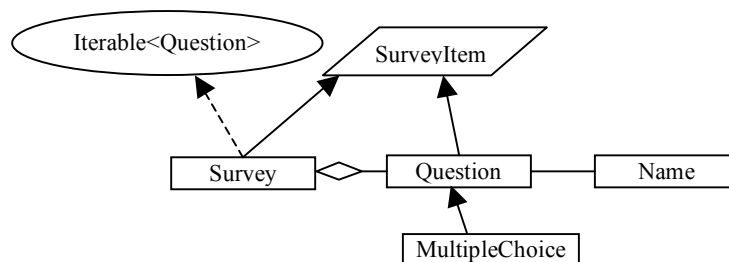 Iterable<Question>
SurveyItem
Survey
Question
Name
MultipleChoice